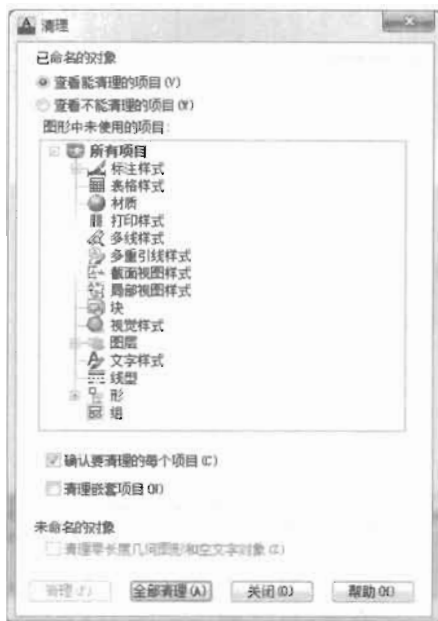 清理
已命名的对象
查看能清理的项目(V)
查看不能清理的项目(W)
图形中未使用的项目:
所有项目
标注样式
表格样式
材质
打印样式
多线样式
多重引线样式
截面视图样式
局部视图样式
块
视觉样式
图层
文字样式
线型
形
组
确认要清理的每个项目(C)
清理嵌套项目(N)
未命名的对象
清理零长度几何图形和空文字对象(Z)
清理(P) 全部清理(A) 关闭(O) 帮助(H)